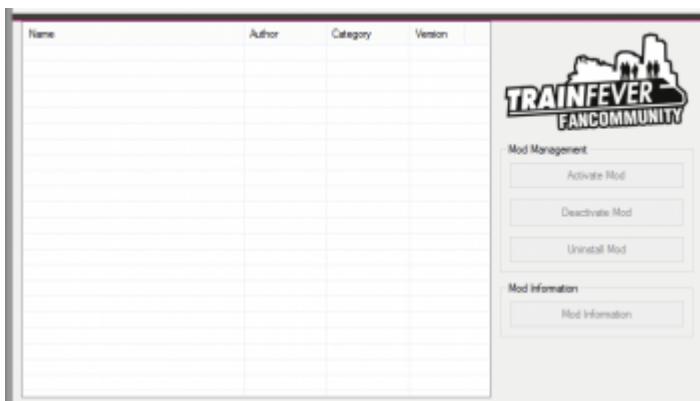 Name Author Category Version
TRAINFEVER
FANCOMMUNITY
Mod Management
Activate Mod
Deactivate Mod
Uninstall Mod
Mod Information
Mod Information